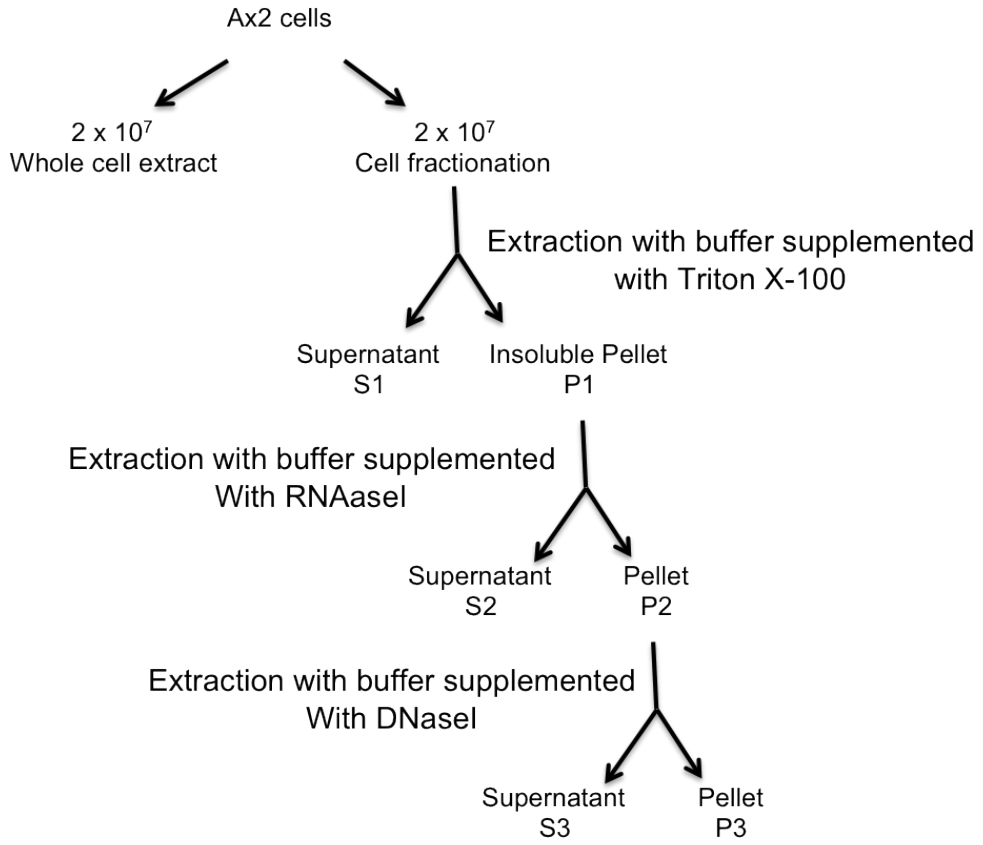 Ax2 cells
2 x 10⁷
Whole cell extract
2 x 10⁷
Cell fractionation
Extraction with buffer supplemented
with Triton X-100
Supernatant
S1
Insoluble Pellet
P1
Extraction with buffer supplemented
With RNAaseI
Supernatant
S2
Pellet
P2
Extraction with buffer supplemented
With DNaseI
Supernatant
S3
Pellet
P3